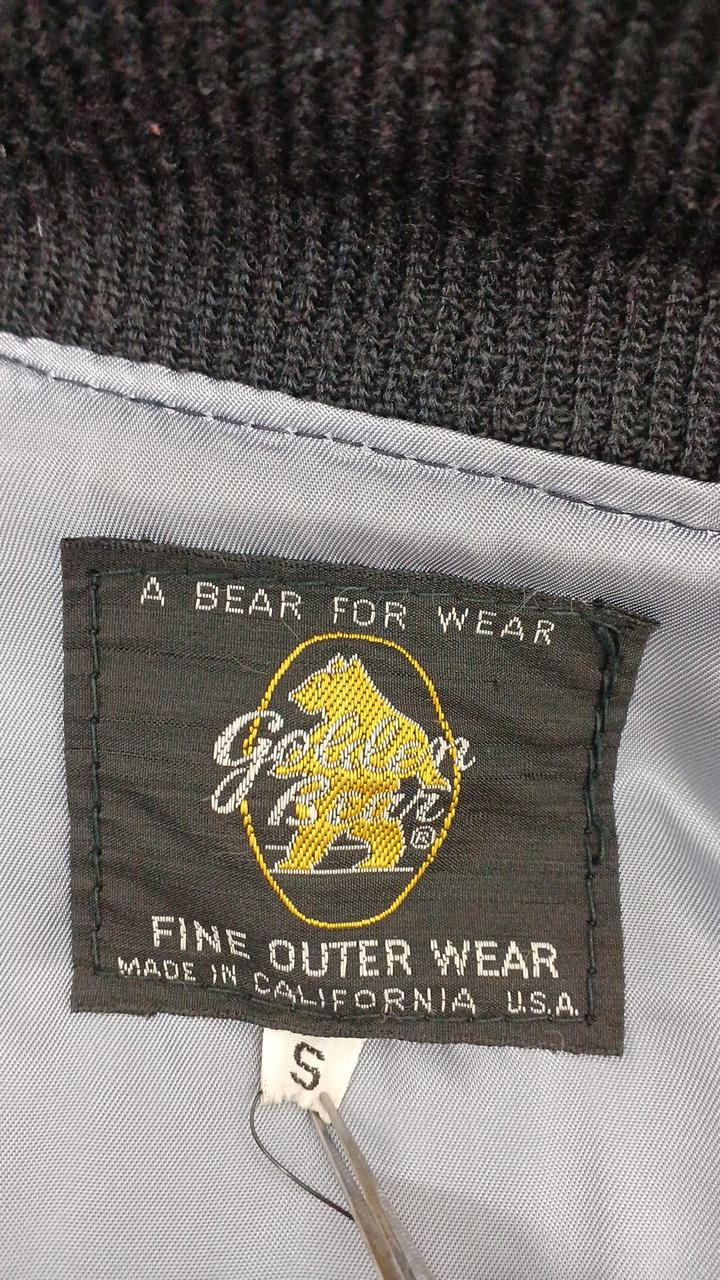 A BEAR FOR WEAR
Golden
Bear®
FINE OUTER WEAR
MADE IN CALIFORNIA U.S.A.
S